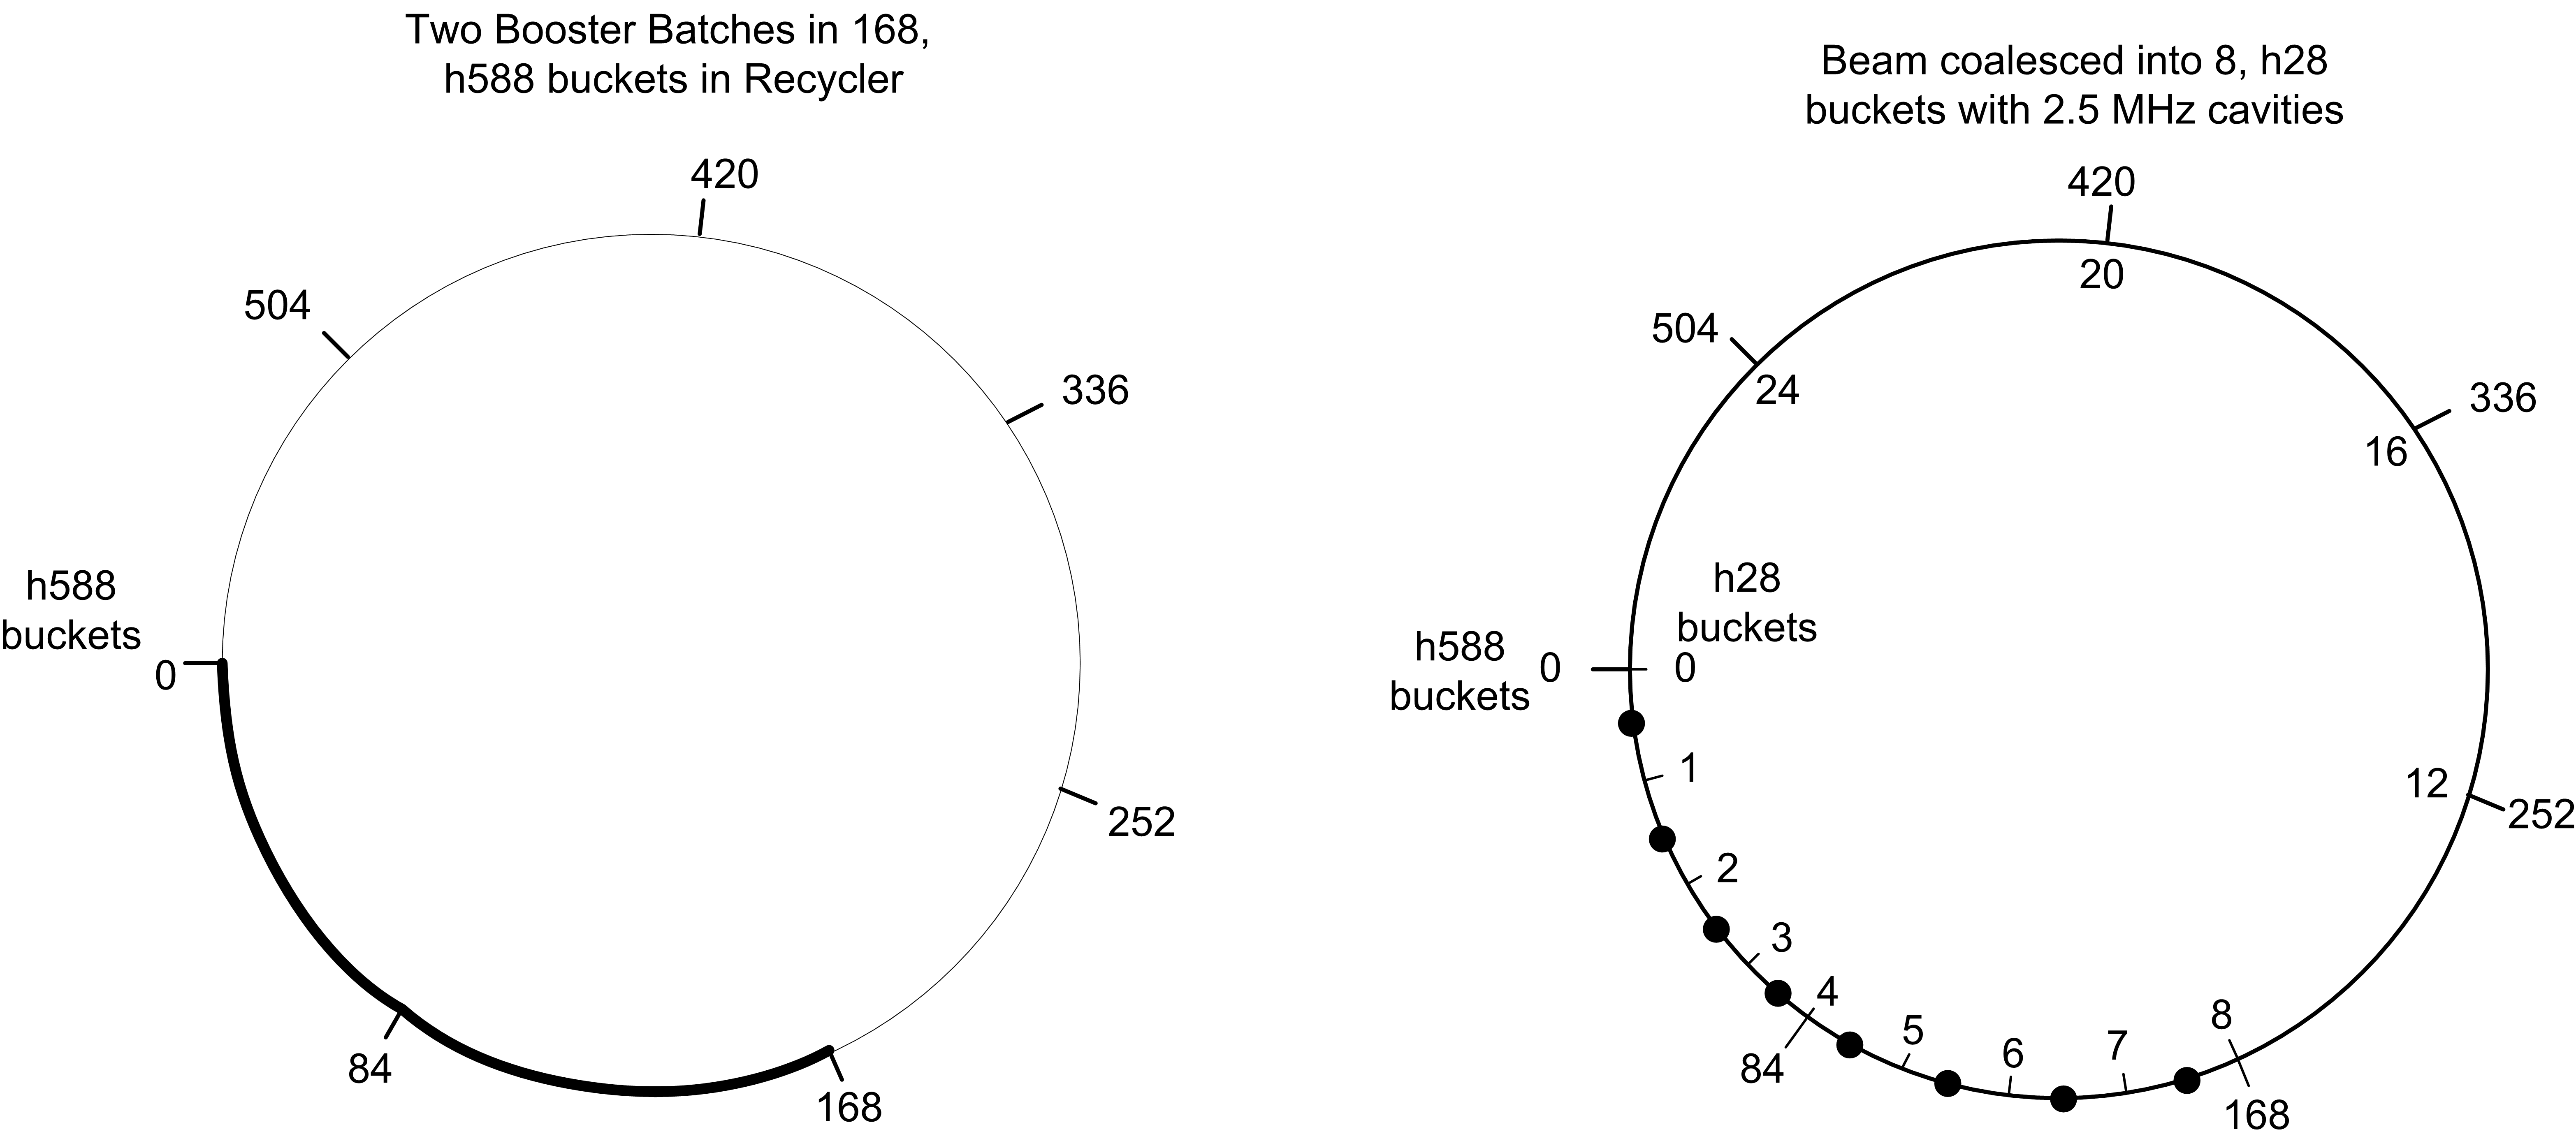 Two Booster Batches in 168,
h588 buckets in Recycler
420
504
336
h588
buckets
0
252
84
168
Beam coalesced into 8, h28
buckets with 2.5 MHz cavities
420
20
504
24
336
16
h28
buckets
h588
buckets
0
0
1
12
252
2
3
4
84
5
6
7
8
168